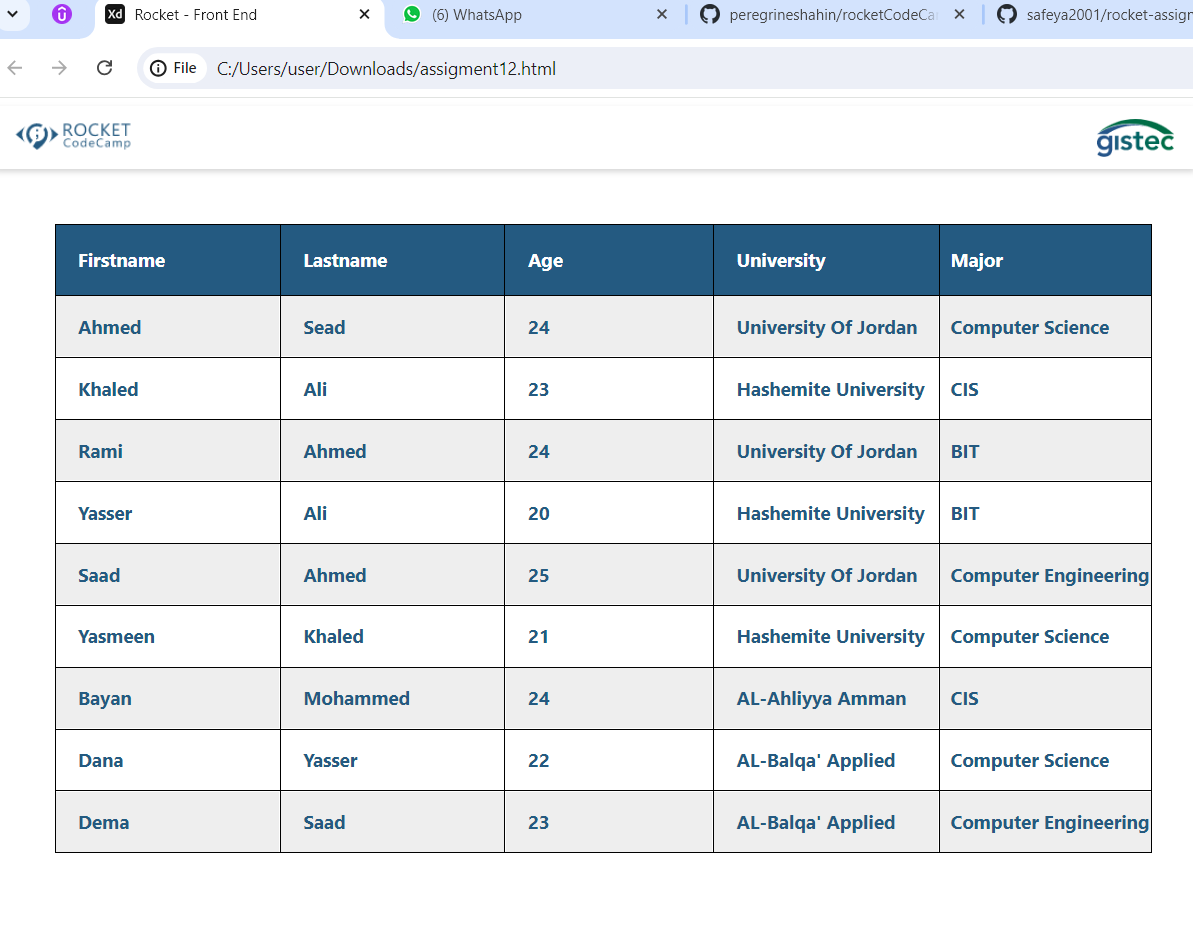 Xd Rocket - Front End
(6) WhatsApp
peregrineshahin/rocketCodeCa
safeya2001/rocket-assign
File C:/Users/user/Downloads/assigment12.html
ROCKET
CodeCamp
gistec
Firstname Lastname Age University Major
Ahmed Sead 24 University Of Jordan Computer Science
Khaled Ali 23 Hashemite University CIS
Rami Ahmed 24 University Of Jordan BIT
Yasser Ali 20 Hashemite University BIT
Saad Ahmed 25 University Of Jordan Computer Engineering
Yasmeen Khaled 21 Hashemite University Computer Science
Bayan Mohammed 24 AL-Ahliyya Amman CIS
Dana Yasser 22 AL-Balqa' Applied Computer Science
Dema Saad 23 AL-Balqa' Applied Computer Engineering